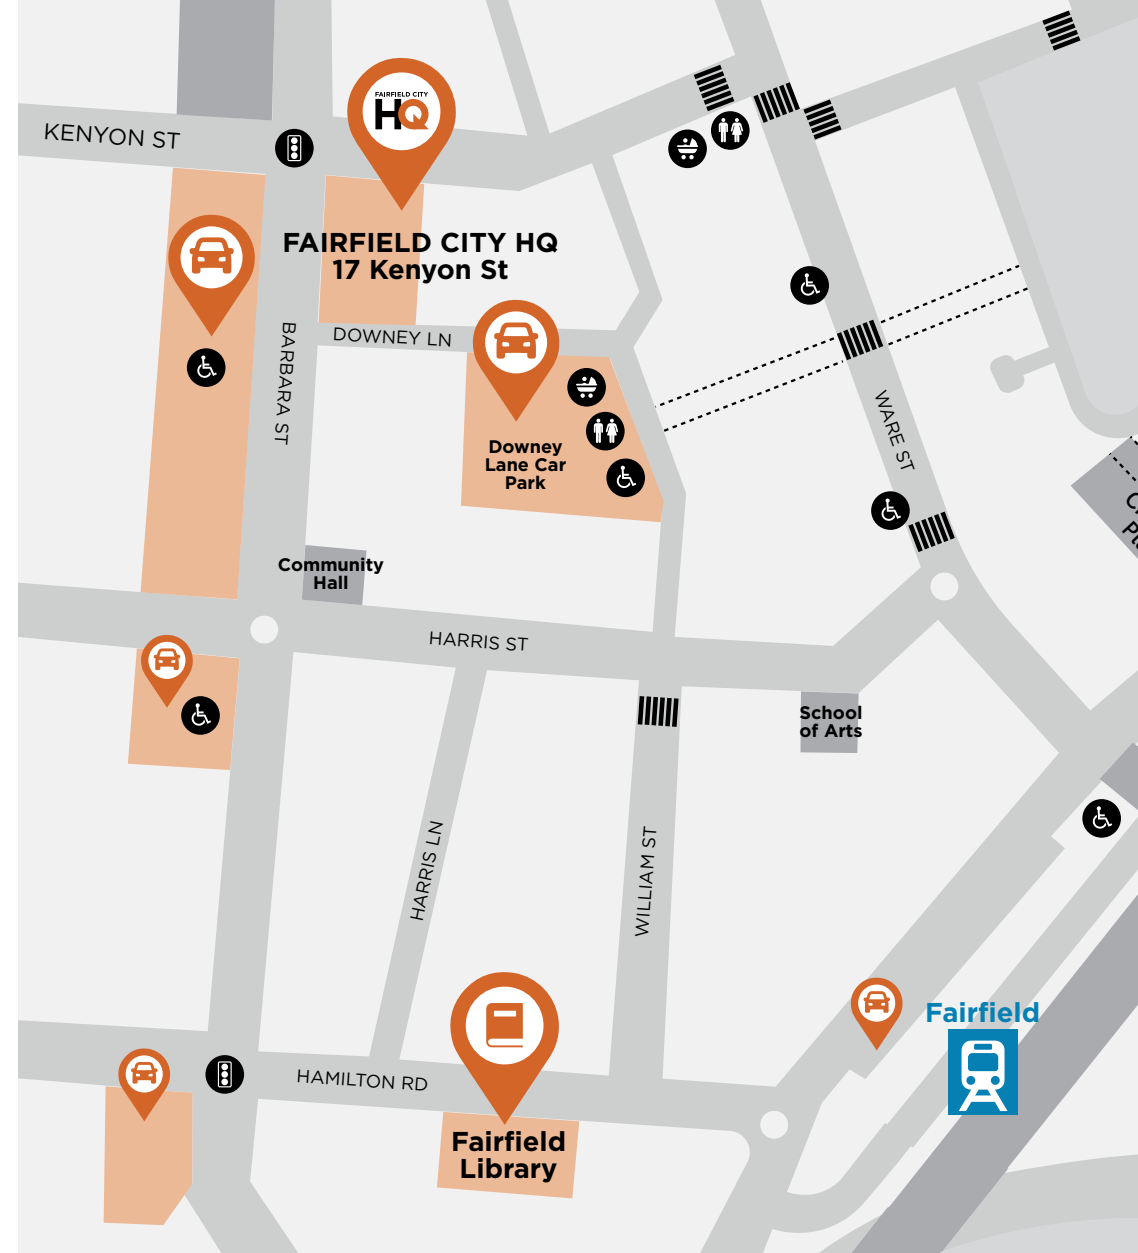 KENYON ST
FAIRFIELD CITY
HQ
FAIRFIELD CITY HQ
17 Kenyon St
BARBARA ST
DOWNEY LN
Downey
Lane Car
Park
WARE ST
Community
Hall
HARRIS ST
School
of Arts
HARRIS LN
WILLIAM ST
Fairfield
HAMILTON RD
Fairfield
Library